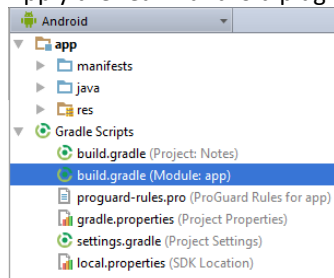 Android
app
manifests
java
res
Gradle Scripts
build.gradle (Project: Notes)
build.gradle (Module: app)
proguard-rules.pro (ProGuard Rules for app)
gradle.properties (Project Properties)
settings.gradle (Project Settings)
local.properties (SDK Location)